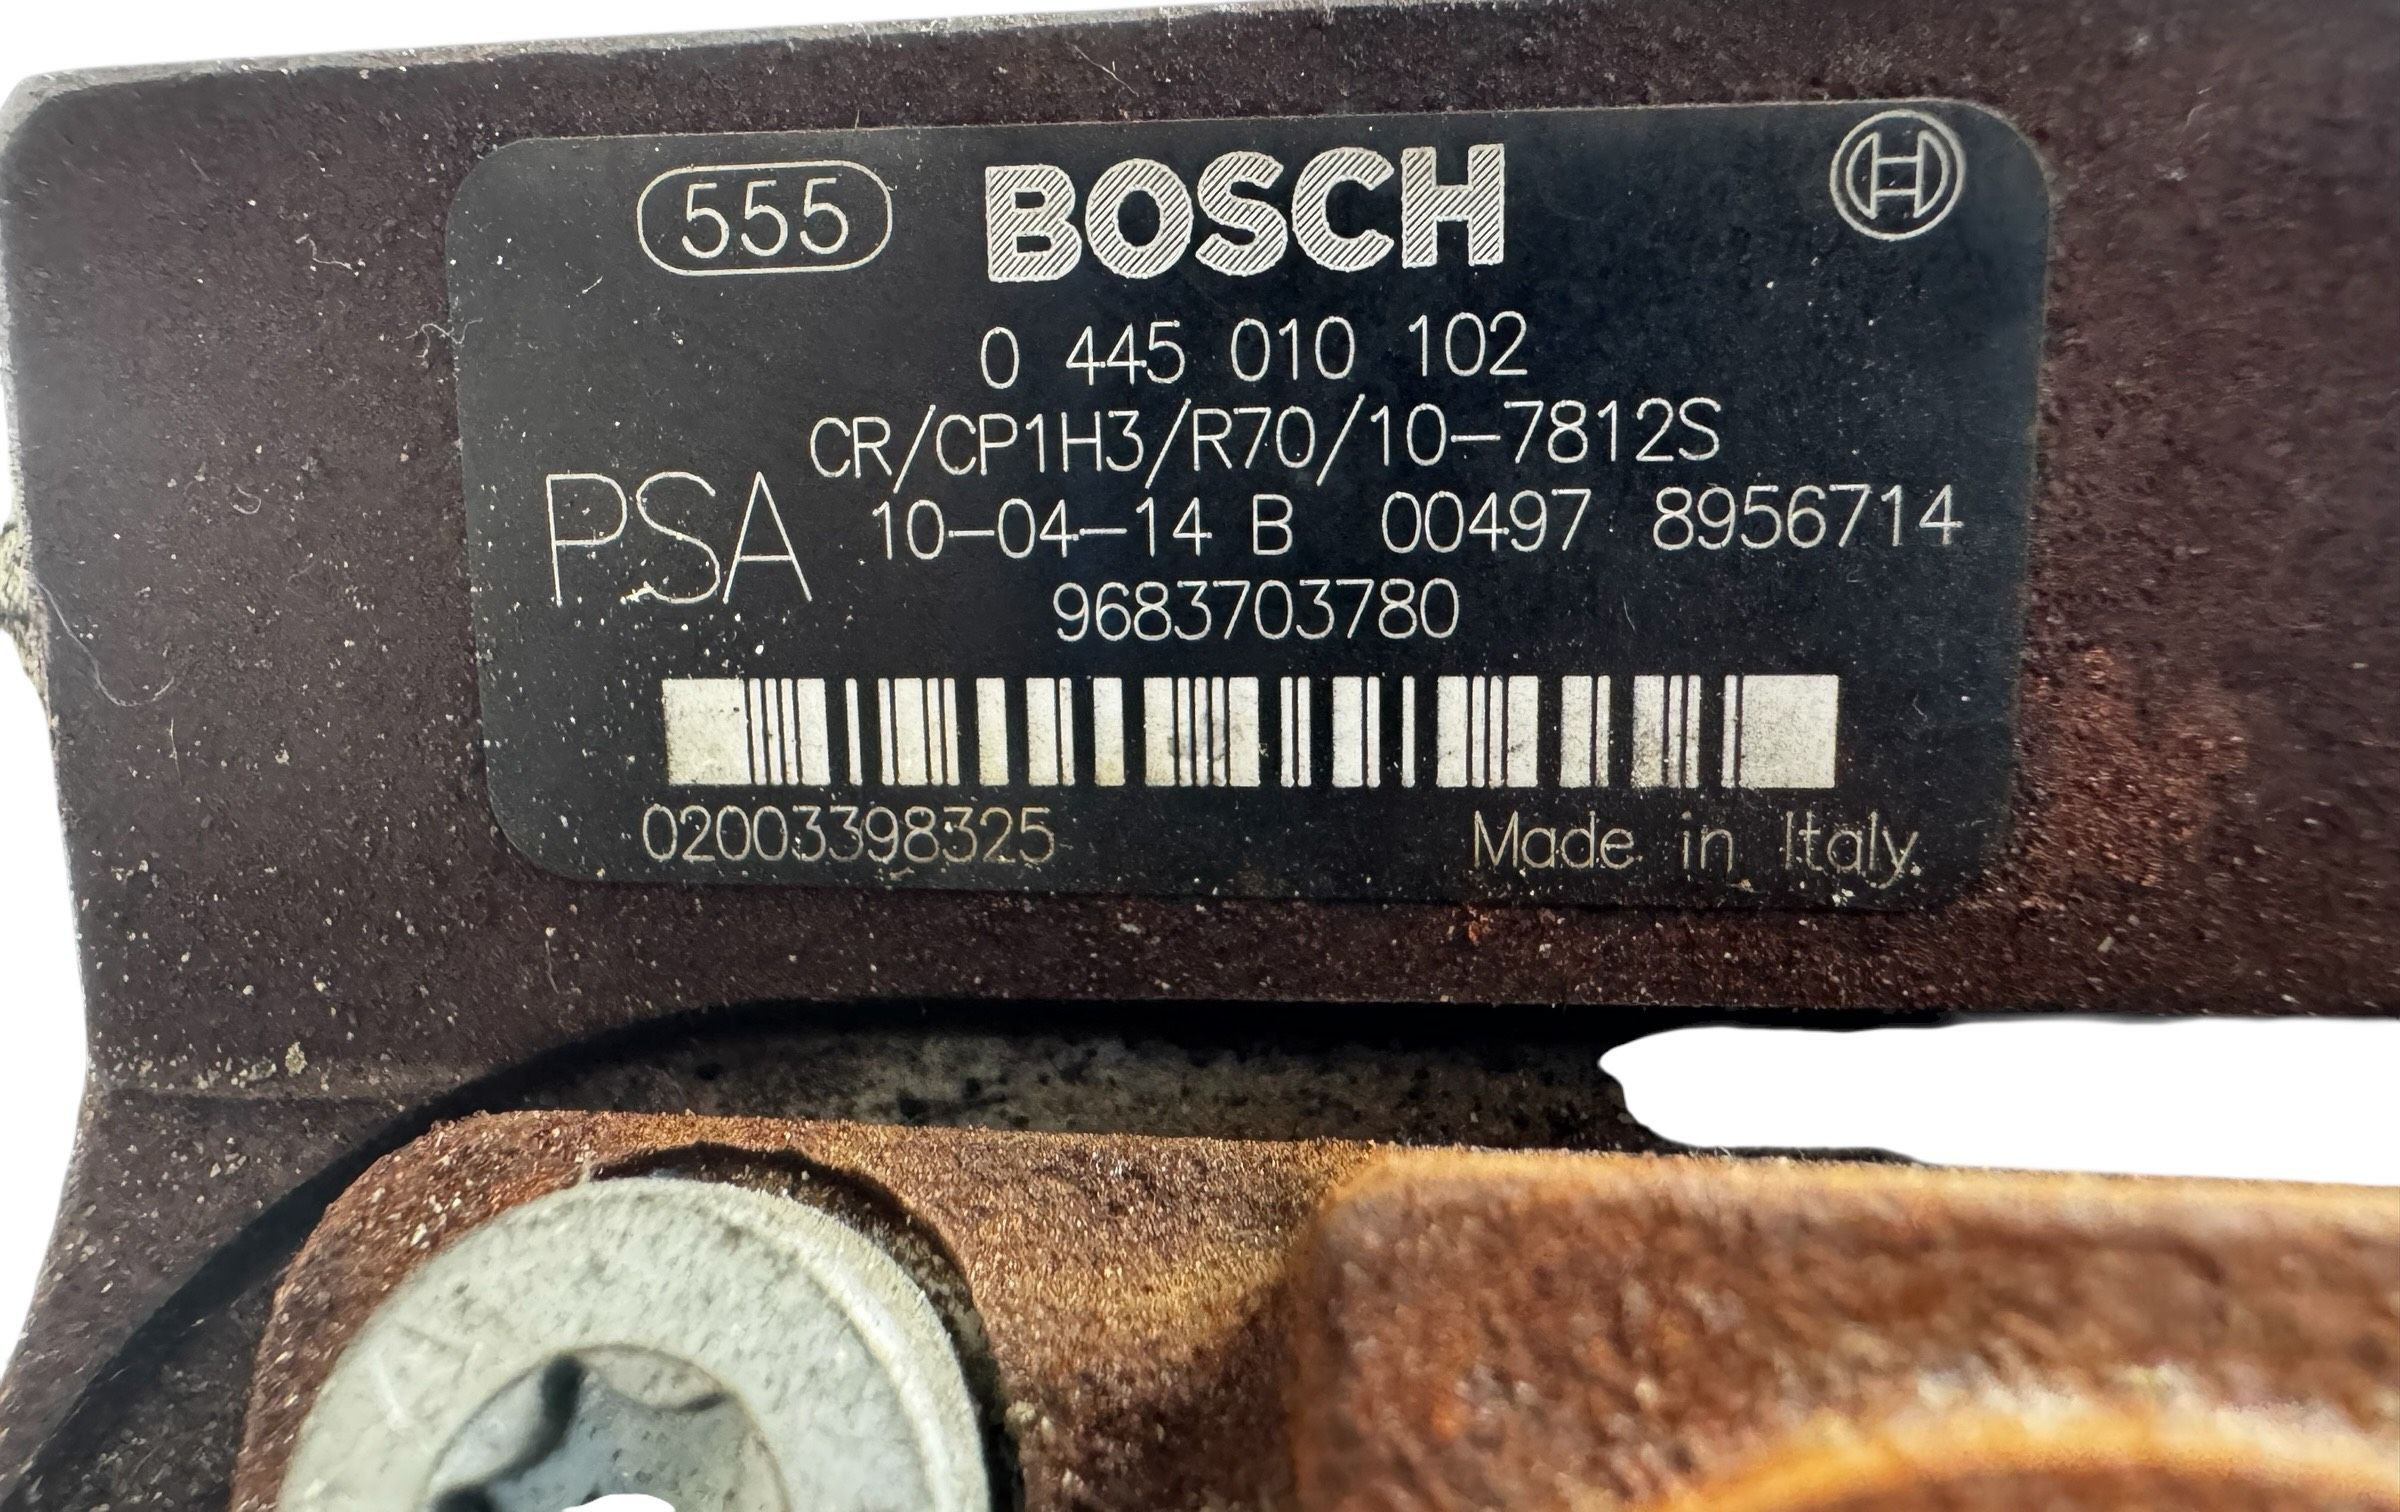 555 BOSCH
0 445 010 102
CR/CP1H3/R70/10-7812S
PSA 10-04-14 B 00497 8956714
9683703780
02003398325 Made in Italy